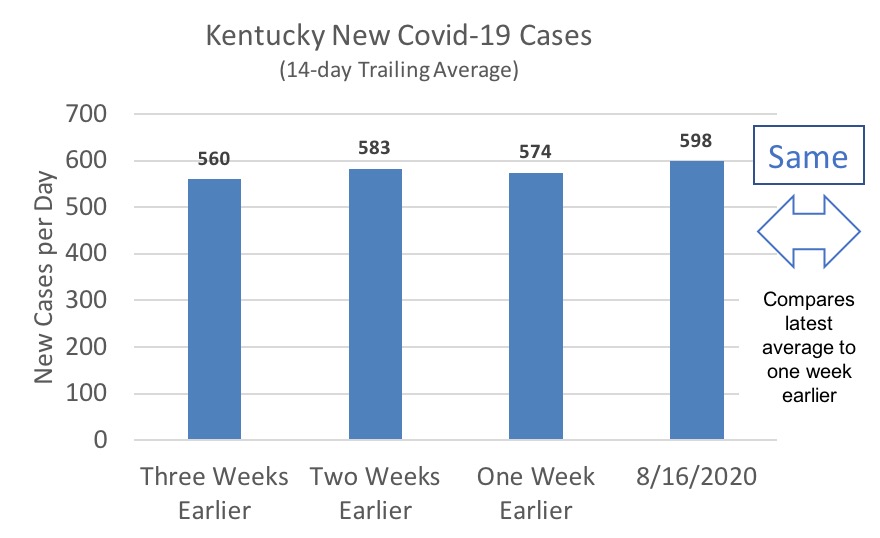 Kentucky New Covid-19 Cases
(14-day Trailing Average)
New Cases per Day
700
600
500
400
300
200
100
0
560
583
574
598
Three Weeks
Earlier
Two Weeks
Earlier
One Week
Earlier
8/16/2020
Same
Compares
latest
average to
one week
earlier